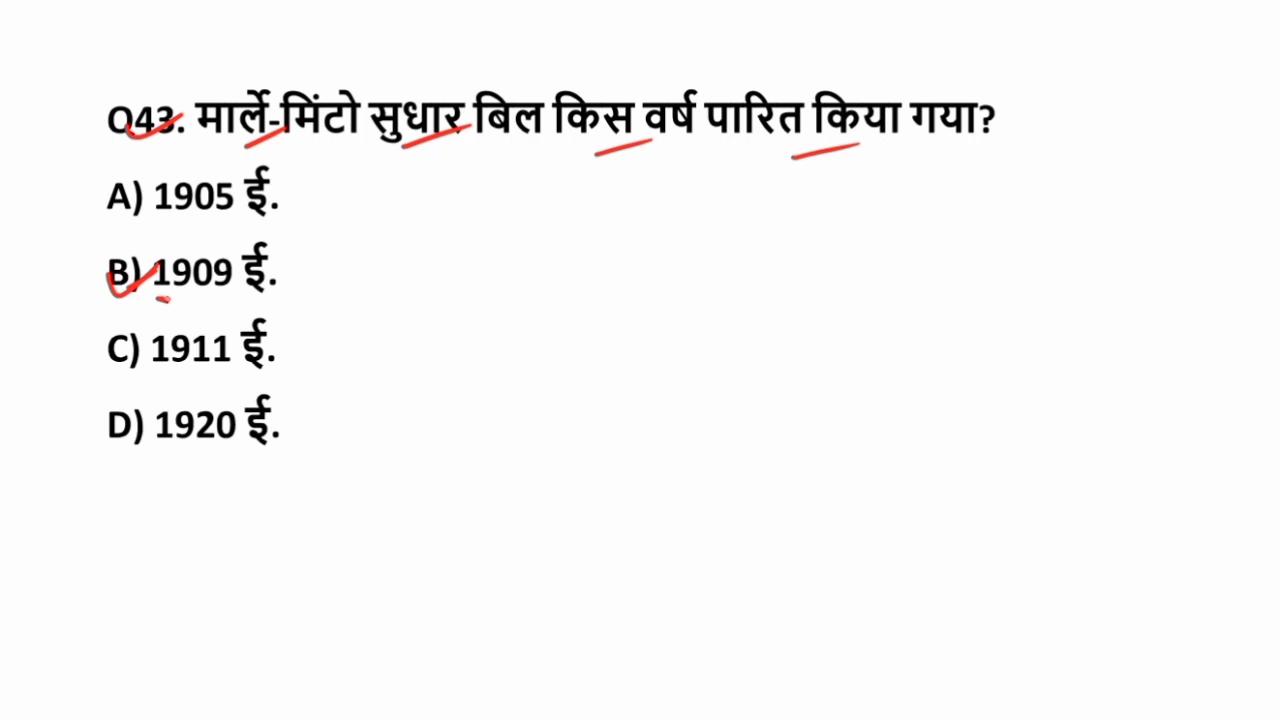 Q43. मार्ले-मिंटो सुधार बिल किस वर्ष पारित किया गया?
A) 1905 ई.
B) 1909 ई.
C) 1911 ई.
D) 1920 ई.